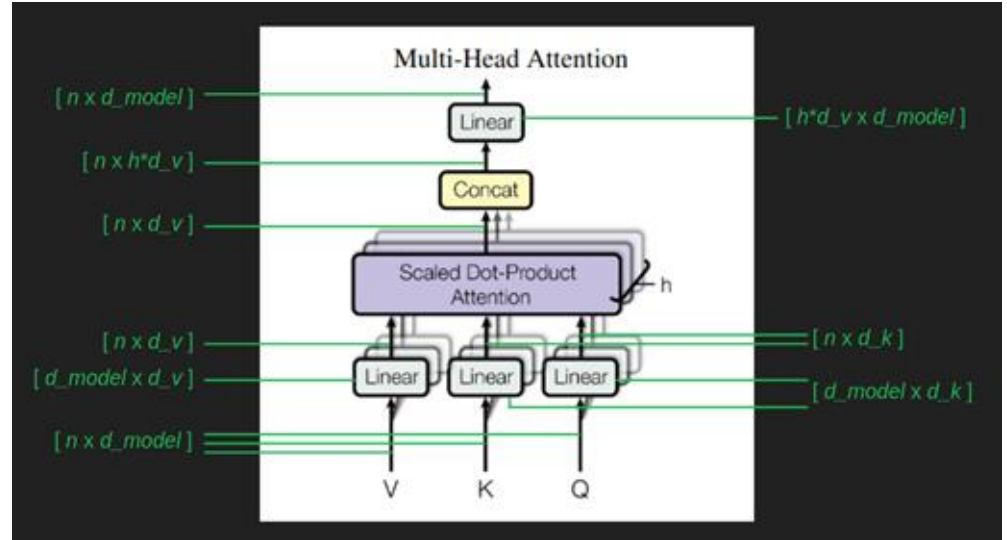 Multi-Head Attention
[ n x d_model ]
Linear
[ h*d_v x d_model ]
[ n x h*d_v ]
Concat
[ n x d_v ]
Scaled Dot-Product
Attention
h
[ n x d_v ]
[ n x d_k ]
[ d_model x d_v ]
Linear
Linear
Linear
[ d_model x d_k ]
[ n x d_model ]
V
K
Q